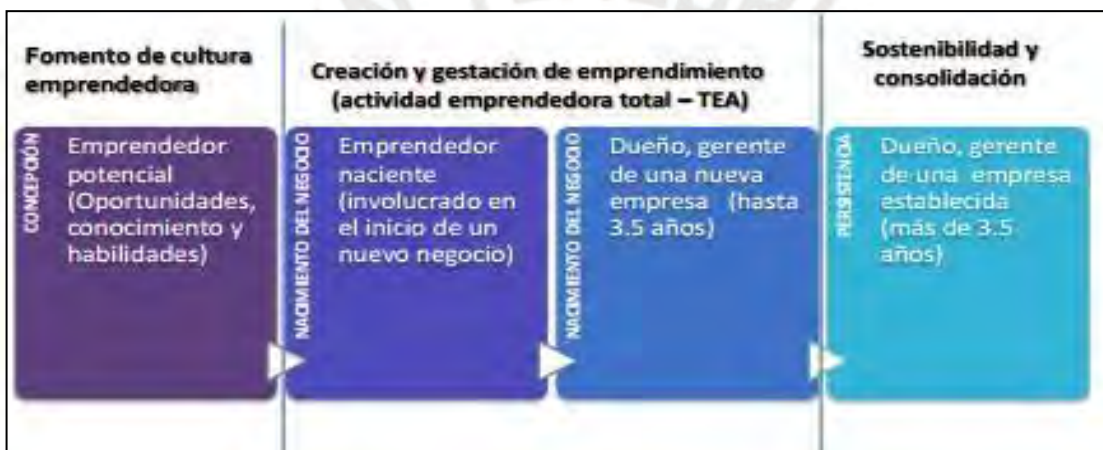 Fomento de cultura
emprendedora
Creación y gestación de emprendimiento
(actividad emprendedora total – TEA)
Sostenibilidad y
consolidación
CONCEPCIÓN
Emprendedor
potencial
(Oportunidades,
conocimiento y
habilidades)
NACIMIENTO DEL NEGOCIO
Emprendedor
naciente
(involucrado en
el inicio de un
nuevo negocio)
NACIMIENTO DEL NEGOCIO
Dueño, gerente
de una nueva
empresa (hasta
3.5 años)
PERSISTENCIA
Dueño, gerente
de una empresa
establecida
(más de 3.5
años)